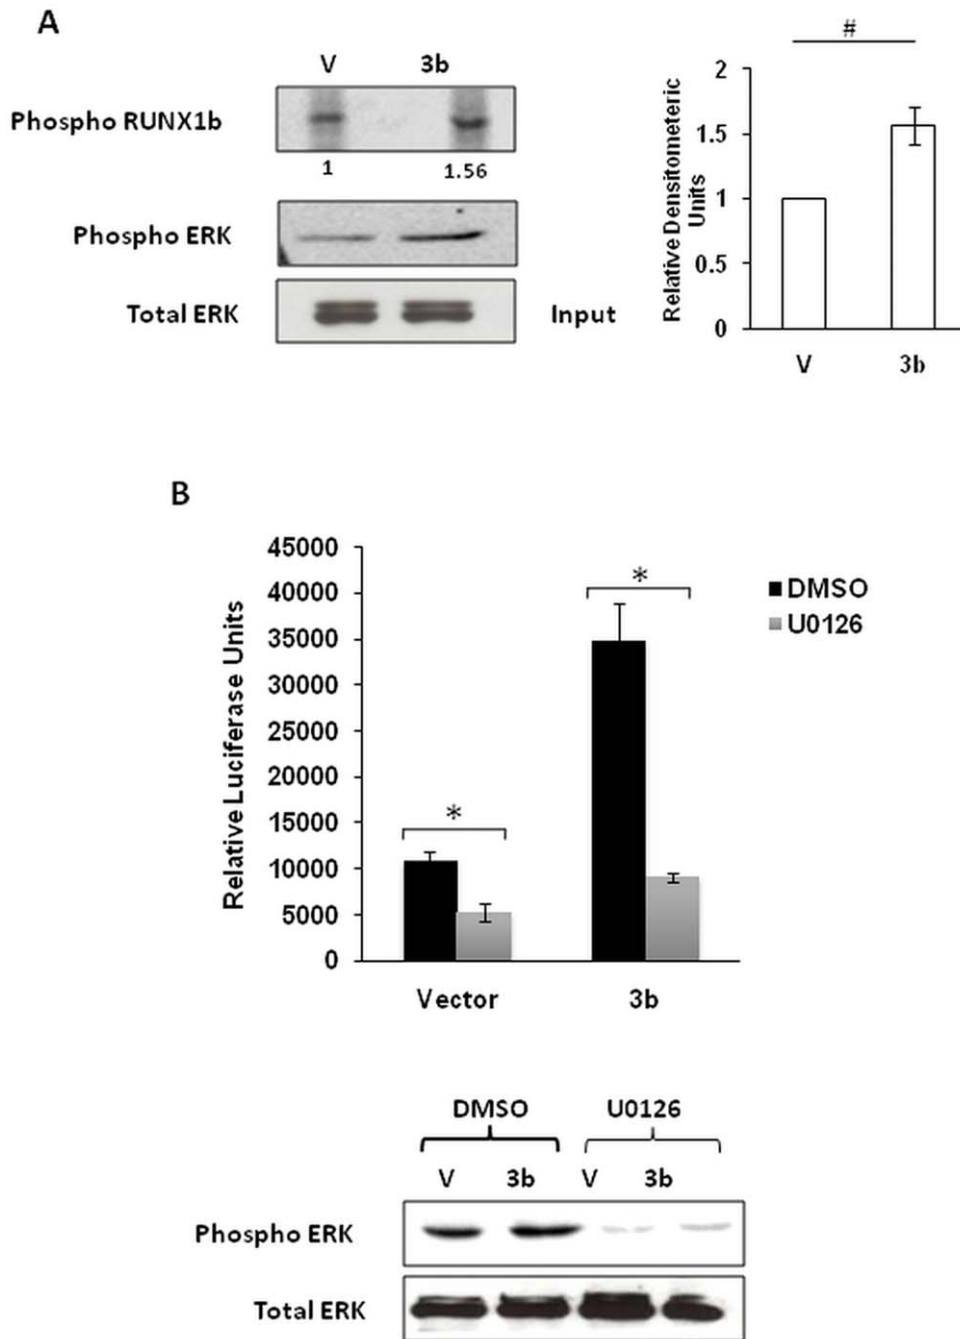 A
V 3b
Phospho RUNX1b
1 1.56
Phospho ERK
Total ERK
Input
#
Relative Densitometeric
Units
2
1.5
1
0.5
0
V 3b
B
Relative Luciferase Units
45000
40000
35000
30000
25000
20000
15000
10000
5000
0
*
*
DMSO
U0126
Vector 3b
DMSO U0126
V 3b V 3b
Phospho ERK
Total ERK